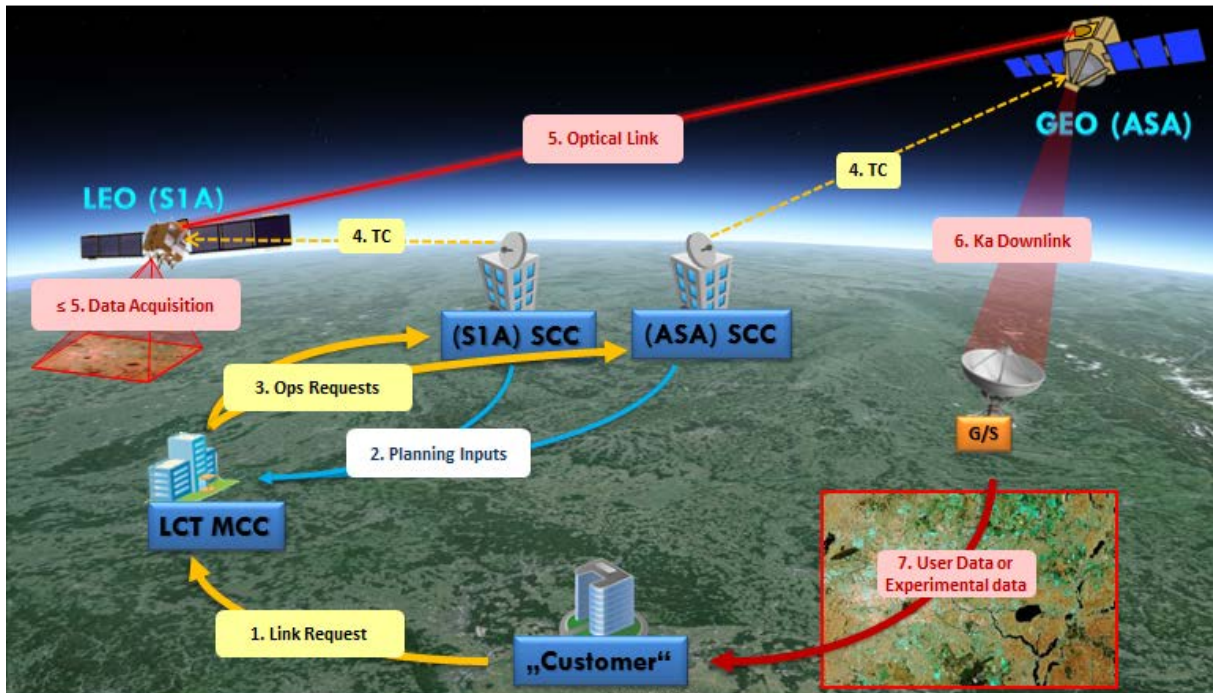 GEO (ASA)
5. Optical Link
4. TC
LEO (S1A)
4. TC
6. Ka Downlink
≤ 5. Data Acquisition
(S1A) SCC
(ASA) SCC
3. Ops Requests
G/S
2. Planning Inputs
LCT MCC
7. User Data or
Experimental data
1. Link Request
„Customer“